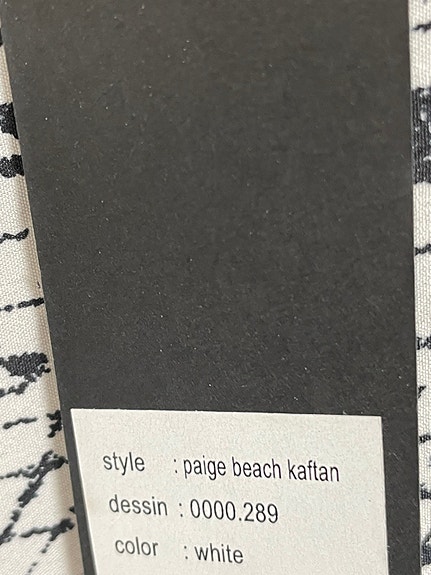 style : paige beach kaftan
dessin : 0000.289
color : white